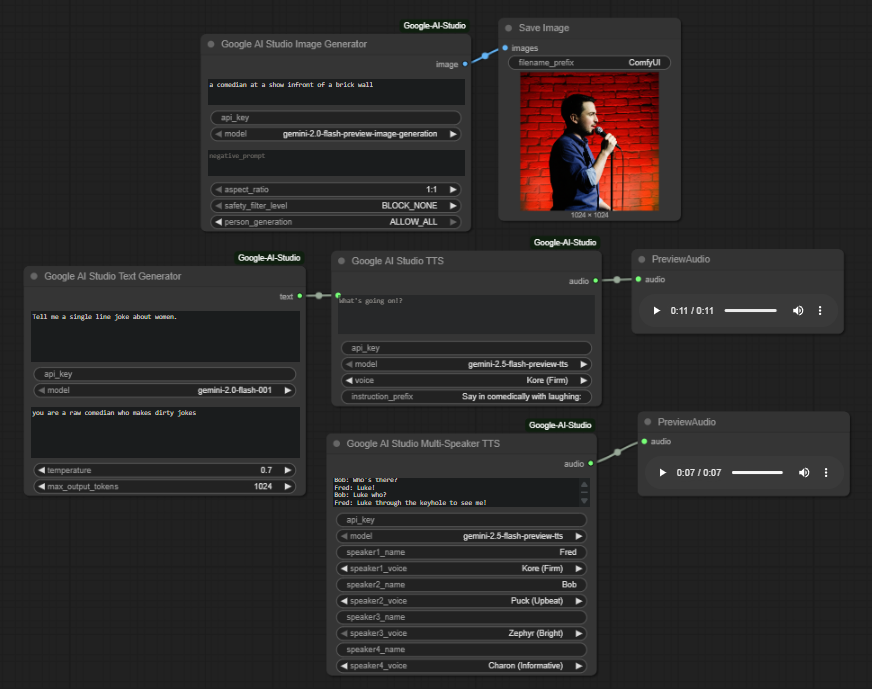 Google-AI-Studio
Google AI Studio Image Generator
image
a comedian at a show infront of a brick wall
api_key
model gemini-2.0-flash-preview-image-generation
negative_prompt
aspect_ratio 1:1
safety_filter_level BLOCK_NONE
person_generation ALLOW_ALL
Save Image
images
filename_prefix ComfyUI
1024 × 1024
Google-AI-Studio
Google AI Studio Text Generator
text
Tell me a single line joke about women.
api_key
model gemini-2.0-flash-001
you are a raw comedian who makes dirty jokes
temperature 0.7
max_output_tokens 1024
Google-AI-Studio
Google AI Studio TTS
audio
What's going on!?
api_key
model gemini-2.5-flash-preview-tts
voice Kore (Firm)
instruction_prefix Say in comedically with laughing:
PreviewAudio
audio
0:11 / 0:11
Google-AI-Studio
Google AI Studio Multi-Speaker TTS
audio
Bob: Who's there?
Fred: Luke!
Bob: Luke who?
Fred: Luke through the keyhole to see me!
api_key
model gemini-2.5-flash-preview-tts
speaker1_name Fred
speaker1_voice Kore (Firm)
speaker2_name Bob
speaker2_voice Puck (Upbeat)
speaker3_name
speaker3_voice Zephyr (Bright)
speaker4_name
speaker4_voice Charon (Informative)
PreviewAudio
audio
0:07 / 0:07